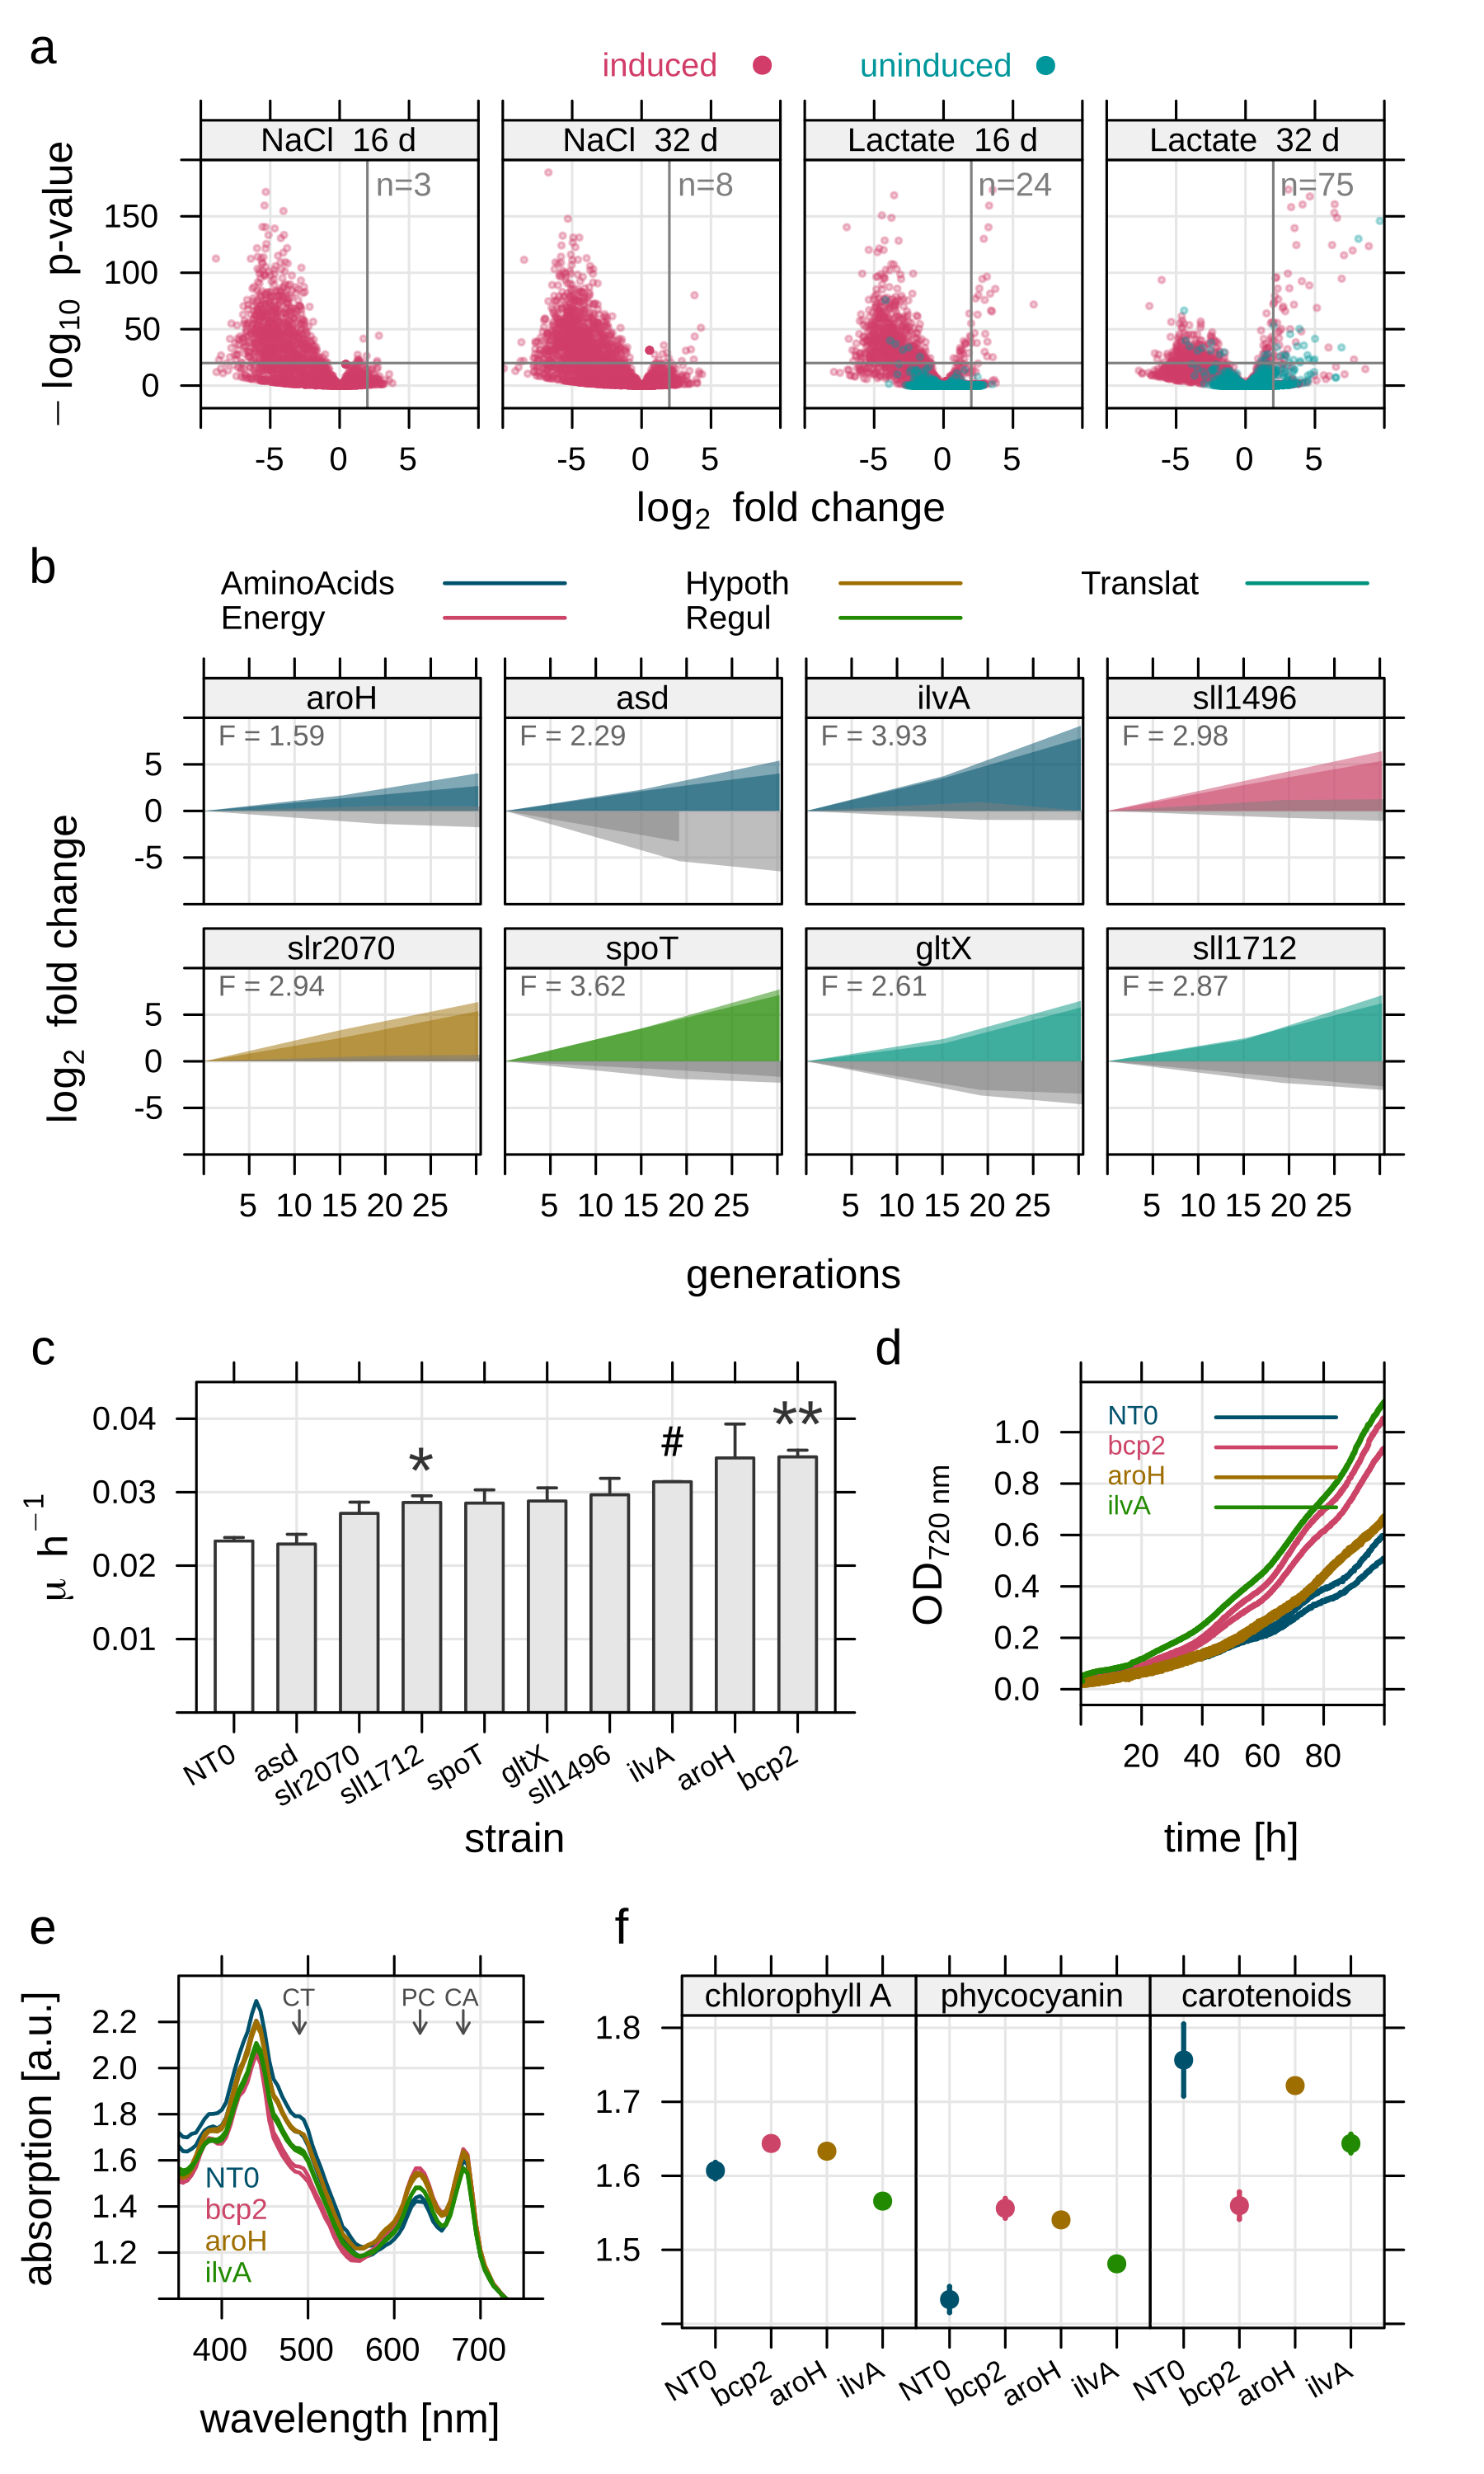 a
induced uninduced
NaCl 16 d NaCl 32 d Lactate 16 d Lactate 32 d
n=3 n=8 n=24 n=75
− log10 p-value
150
100
50
0
-5 0 5 -5 0 5 -5 0 5 -5 0 5
log2 fold change
b
AminoAcids Hypoth Translat
Energy Regul
aroH asd ilvA sll1496
F = 1.59 F = 2.29 F = 3.93 F = 2.98
5
0
-5
log2 fold change
slr2070 spoT gltX sll1712
F = 2.94 F = 3.62 F = 2.61 F = 2.87
5
0
-5
5 10 15 20 25 5 10 15 20 25 5 10 15 20 25 5 10 15 20 25
generations
c
μ h−1
0.04
0.03
0.02
0.01
* # **
NT0 asd slr2070 sll1712 spoT gltX sll1496 ilvA aroH bcp2
strain
d
OD720 nm
1.0
0.8
0.6
0.4
0.2
0.0
NT0
bcp2
aroH
ilvA
20 40 60 80
time [h]
e
absorption [a.u.]
2.2
2.0
1.8
1.6
1.4
1.2
CT PC CA
NT0
bcp2
aroH
ilvA
400 500 600 700
wavelength [nm]
f
chlorophyll A phycocyanin carotenoids
1.8
1.7
1.6
1.5
NT0 bcp2 aroH ilvA NT0 bcp2 aroH ilvA NT0 bcp2 aroH ilvA